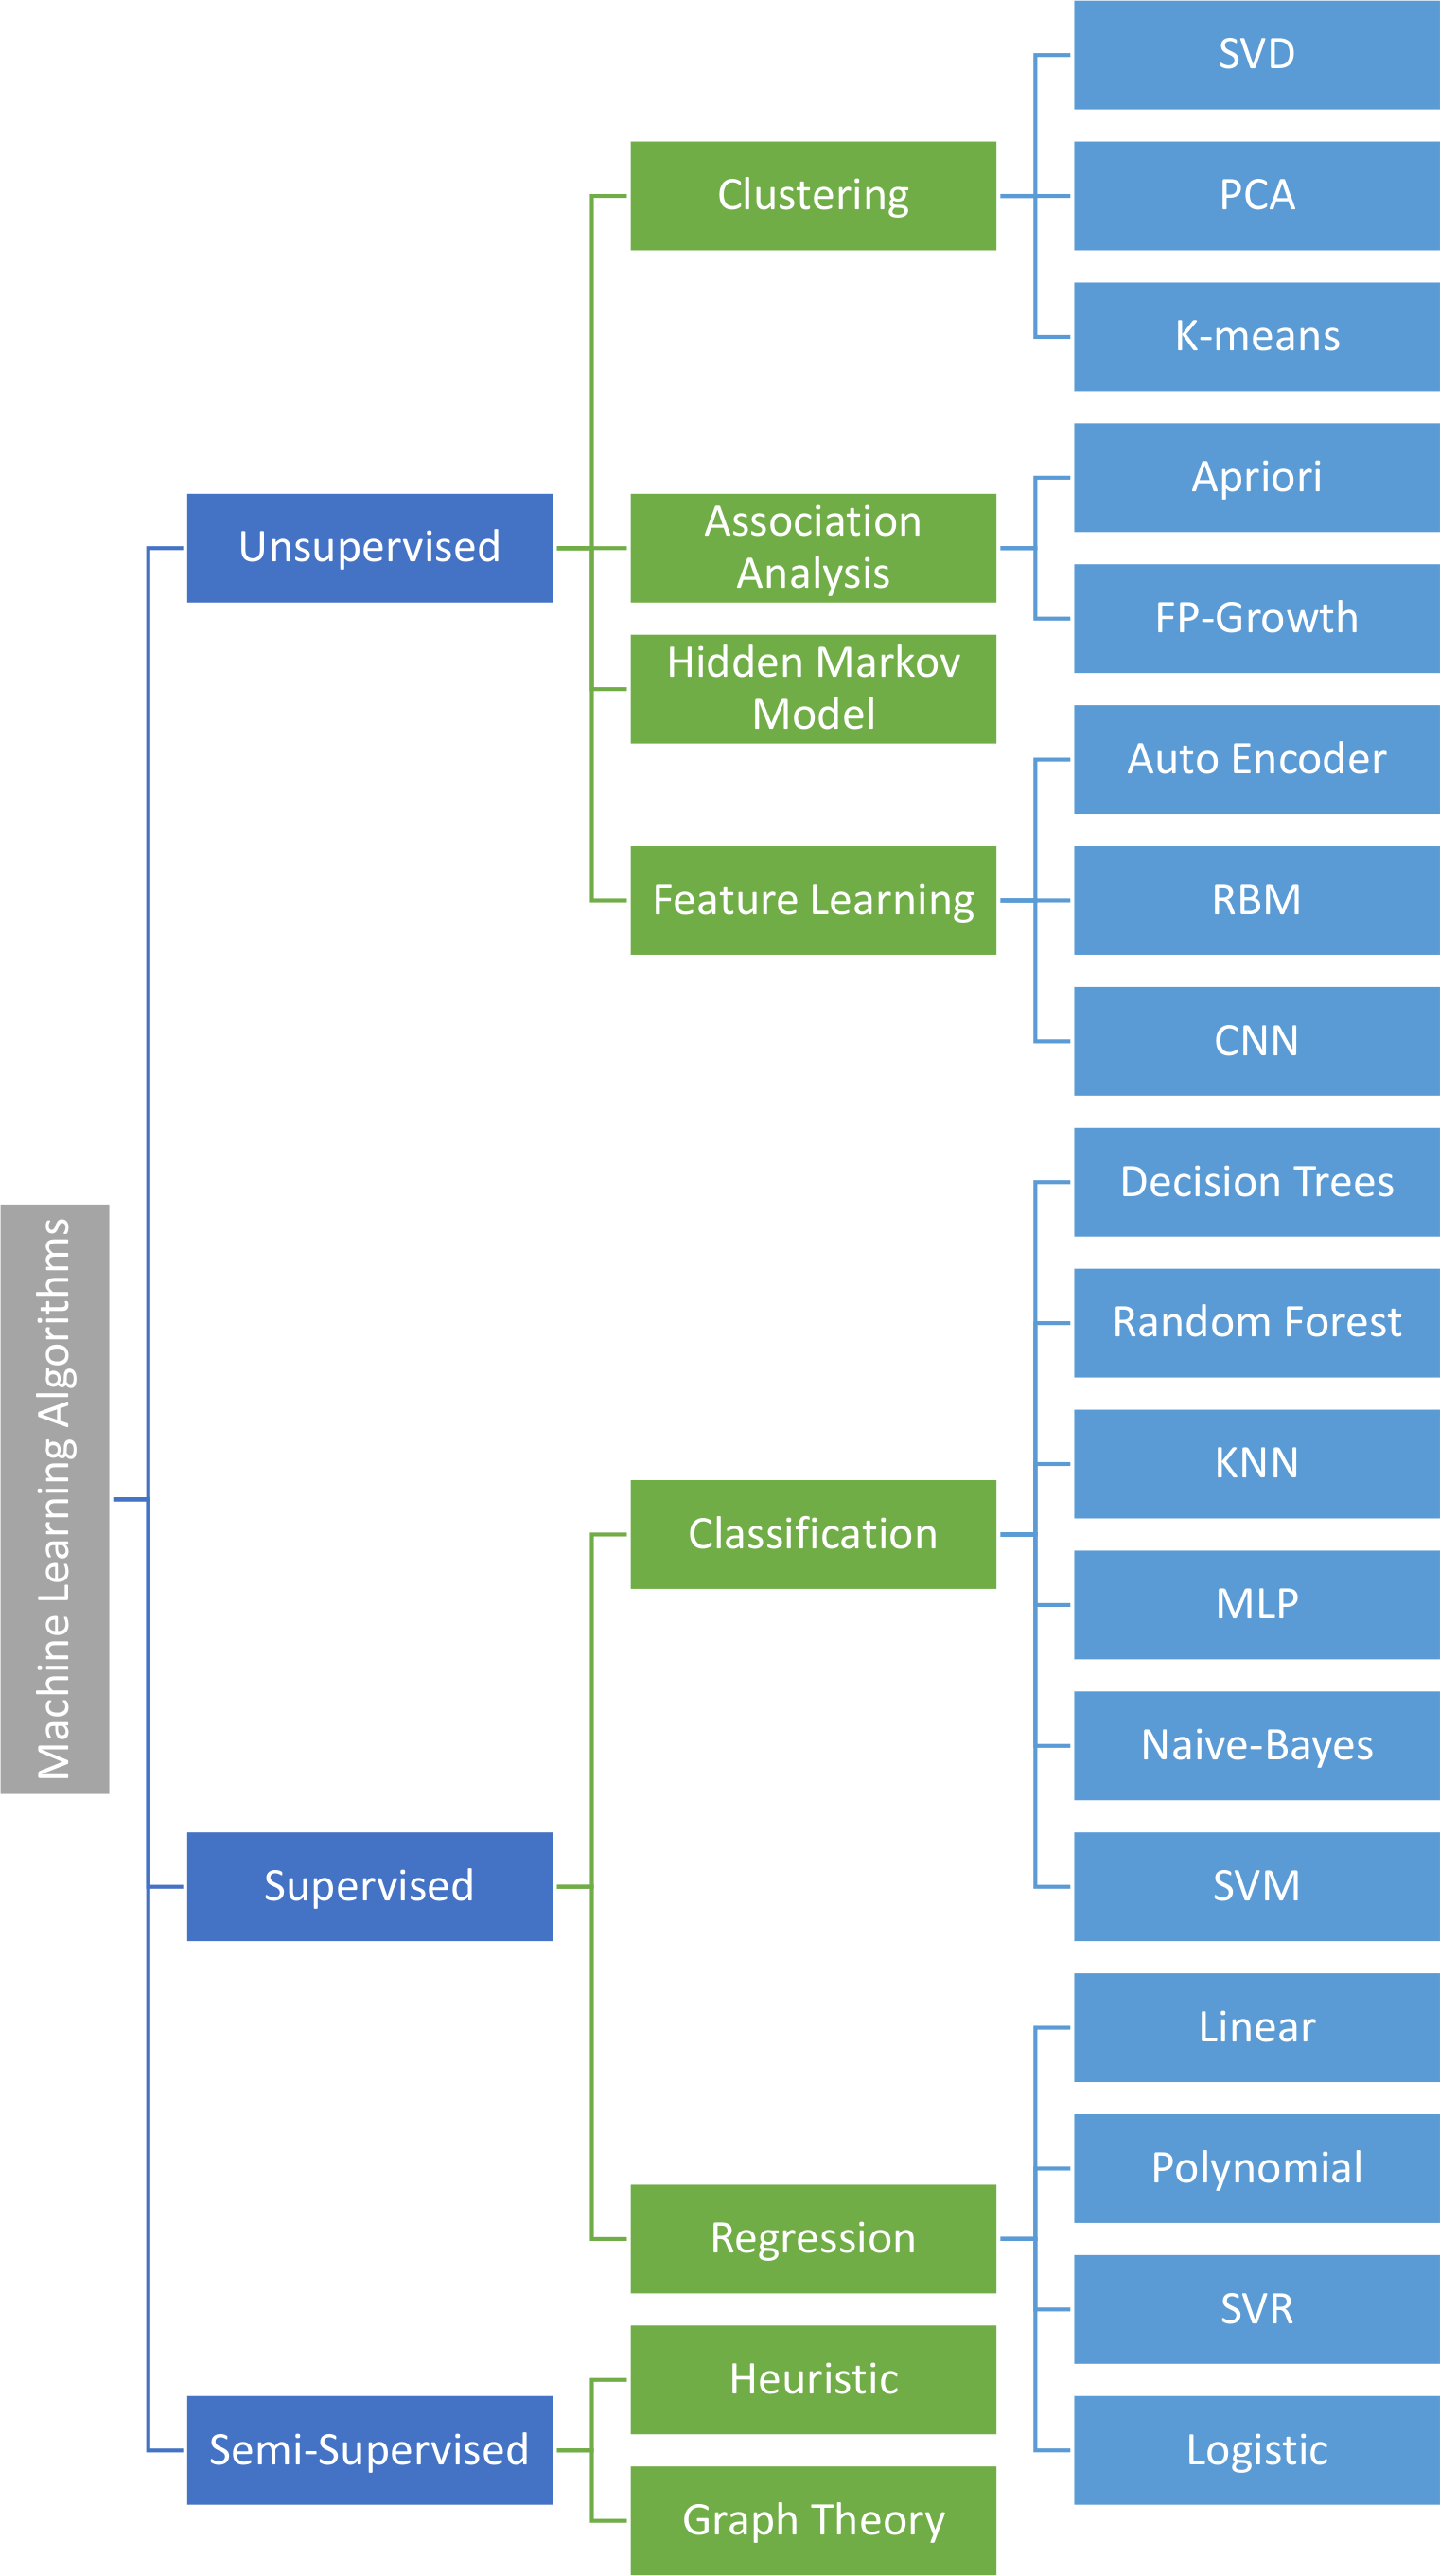 Machine Learning Algorithms
Unsupervised
Clustering
SVD
PCA
K-means
Association
Analysis
Apriori
FP-Growth
Hidden Markov
Model
Feature Learning
Auto Encoder
RBM
CNN
Supervised
Classification
Decision Trees
Random Forest
KNN
MLP
Naive-Bayes
SVM
Regression
Linear
Polynomial
SVR
Logistic
Semi-Supervised
Heuristic
Graph Theory